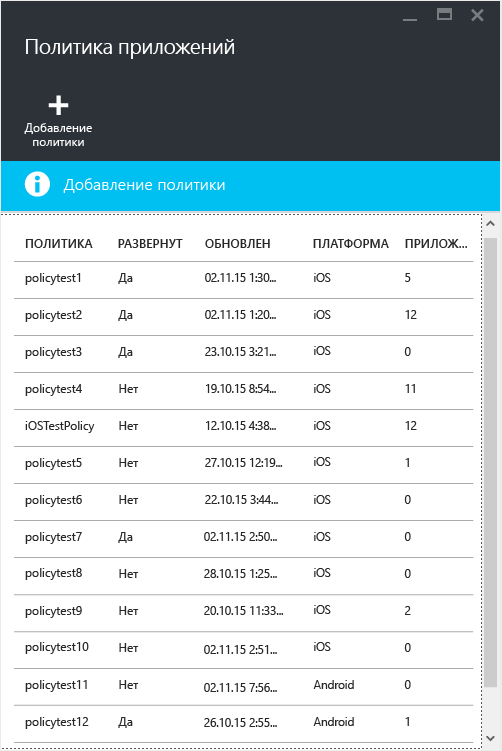 Политика приложений
Добавление
политики
Добавление политики
ПОЛИТИКА РАЗВЕРНУТ ОБНОВЛЕН ПЛАТФОРМА ПРИЛОЖ...
policytest1 Да 02.11.15 1:30... iOS 5
policytest2 Да 02.11.15 1:20... iOS 12
policytest3 Да 23.10.15 3:21... iOS 0
policytest4 Нет 19.10.15 8:54... iOS 11
iOSTestPolicy Нет 12.10.15 4:38... iOS 12
policytest5 Нет 27.10.15 12:19... iOS 1
policytest6 Нет 22.10.15 3:44... iOS 0
policytest7 Да 02.11.15 2:50... iOS 0
policytest8 Нет 28.10.15 1:25... iOS 0
policytest9 Нет 20.10.15 11:33... iOS 2
policytest10 Нет 02.11.15 2:51... iOS 0
policytest11 Нет 02.11.15 7:56... Android 0
policytest12 Да 26.10.15 2:55... Android 1